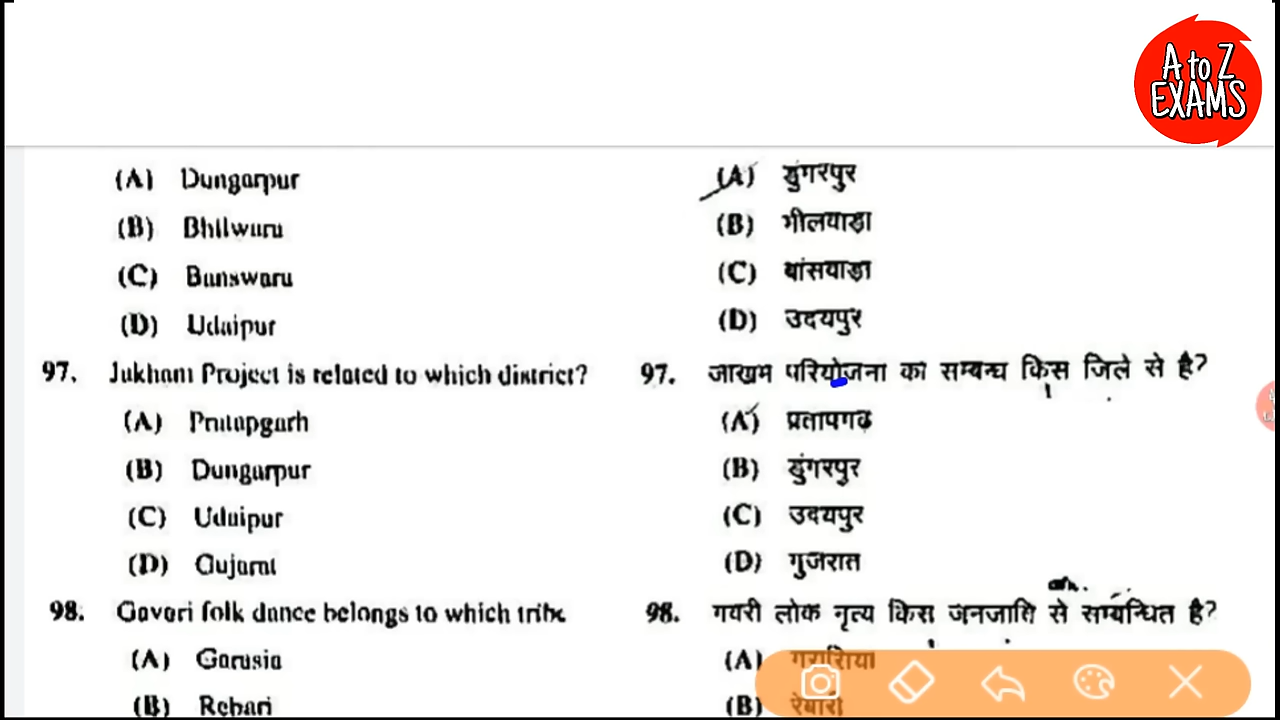 A to Z
EXAMS
(A) Dungarpur
(B) Bhilwara
(C) Banswara
(D) Udaipur
97. Jakham Project is related to which district?
(A) Pratapgarh
(B) Dungarpur
(C) Udaipur
(D) Gujarat
98. Gavari folk dance belongs to which tribe
(A) Garasia
(B) Rebari
(A) डुंगरपुर
(B) भीलवाड़ा
(C) बांसवाड़ा
(D) उदयपुर
97. जाखम परियोजना का सम्बन्ध किस जिले से है?
(A) प्रतापगढ़
(B) डुंगरपुर
(C) उदयपुर
(D) गुजरात
98. गवरी लोक नृत्य किस जनजाति से सम्बन्धित है?
(A) गरासिया
(B) रेबारी